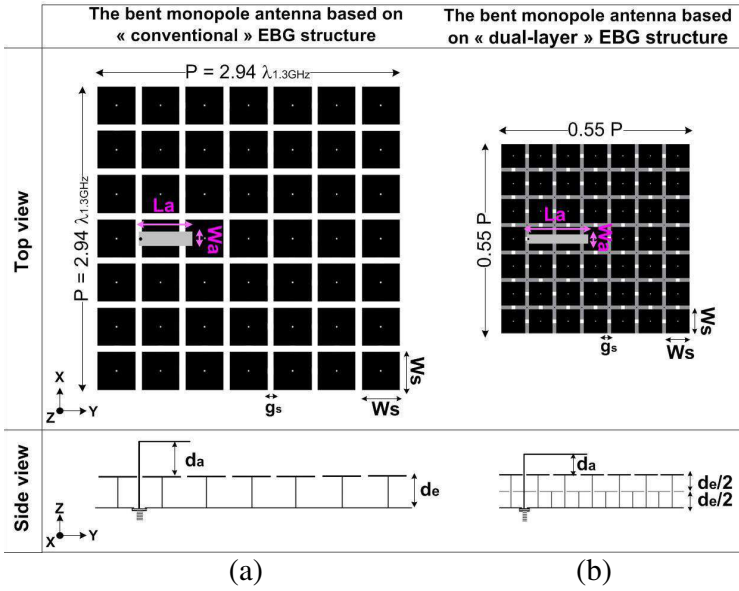 The bent monopole antenna based on
« conventional » EBG structure
The bent monopole antenna based
on « dual-layer » EBG structure
Top view
P = 2.94 λ1.3GHz
P = 2.94 λ1.3GHz
La
Wa
Ws
gs
Ws
X
Z
Y
0.55 P
0.55 P
La
Wa
Ws
gs
Ws
Side view
da
de
Z
X
Y
da
de/2
de/2
(a)
(b)